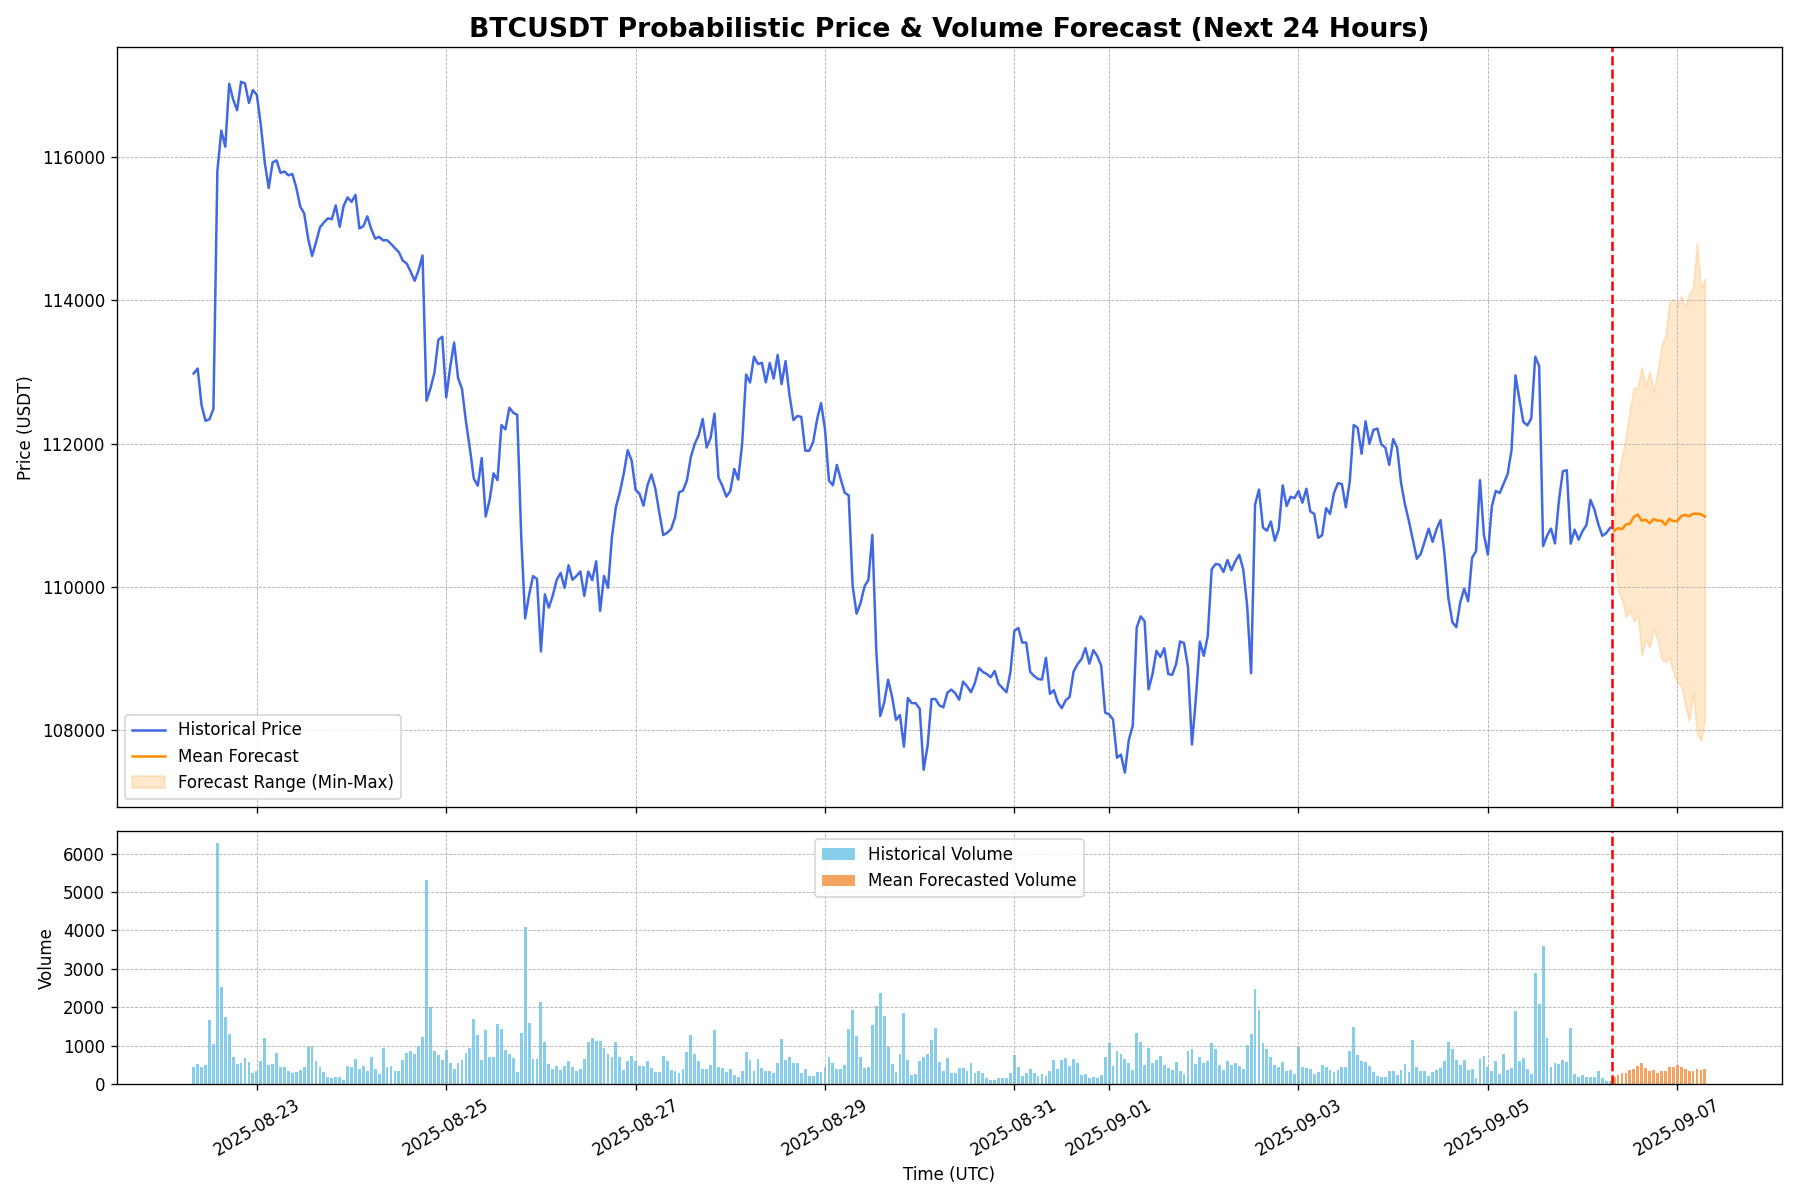 BTCUSDT Probabilistic Price & Volume Forecast (Next 24 Hours)
Price (USDT)
116000
114000
112000
110000
108000
Historical Price
Mean Forecast
Forecast Range (Min-Max)
Volume
6000
5000
4000
3000
2000
1000
0
Historical Volume
Mean Forecasted Volume
2025-08-23
2025-08-25
2025-08-27
2025-08-29
2025-08-31
2025-09-01
2025-09-03
2025-09-05
2025-09-07
Time (UTC)